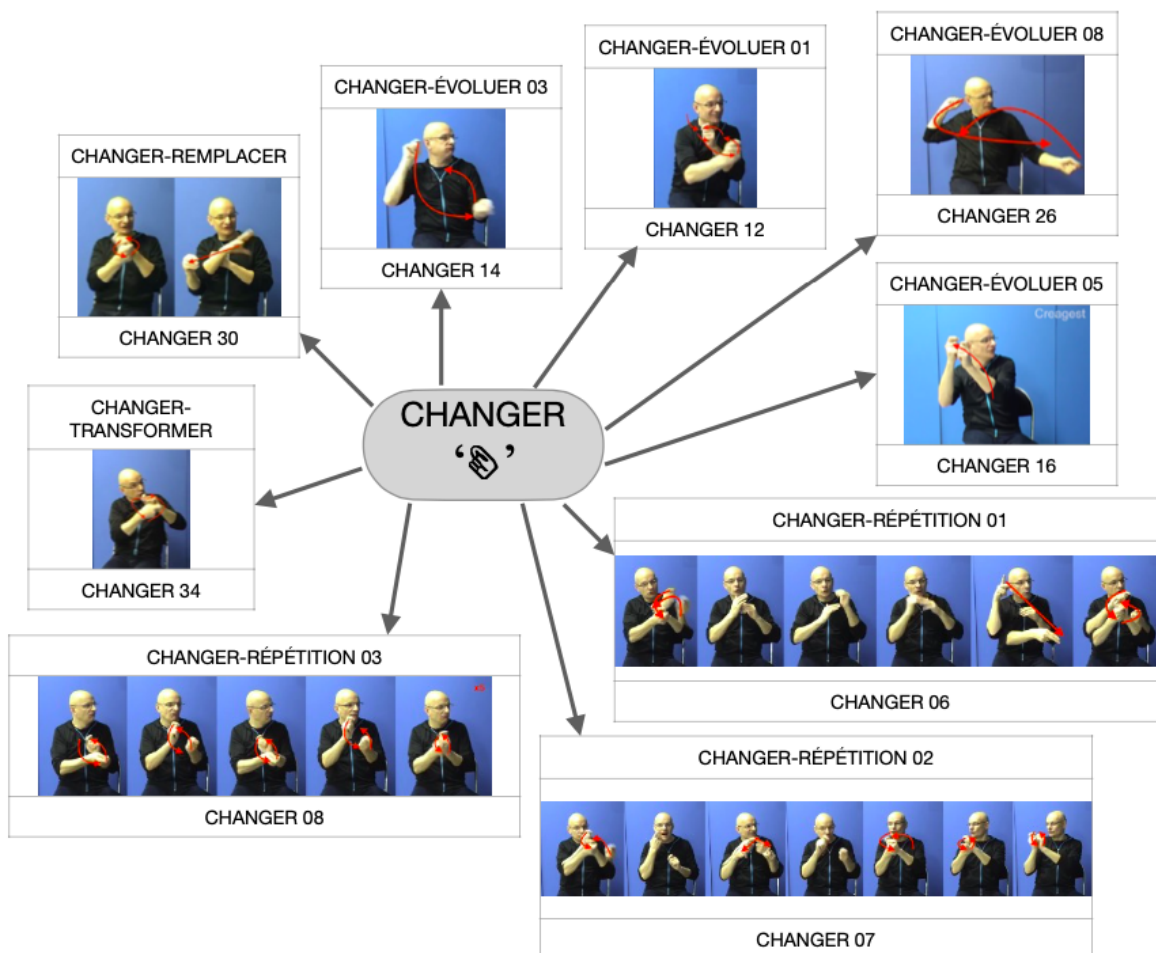 CHANGER-ÉVOLUER 01
CHANGER 12
CHANGER-ÉVOLUER 08
CHANGER 26
CHANGER-ÉVOLUER 03
CHANGER 14
CHANGER-REMPLACER
CHANGER 30
CHANGER-ÉVOLUER 05
Creagest
CHANGER 16
CHANGER
‘ ’
CHANGER-
TRANSFORMER
CHANGER 34
CHANGER-RÉPÉTITION 01
CHANGER 06
CHANGER-RÉPÉTITION 03
CHANGER 08
CHANGER-RÉPÉTITION 02
CHANGER 07